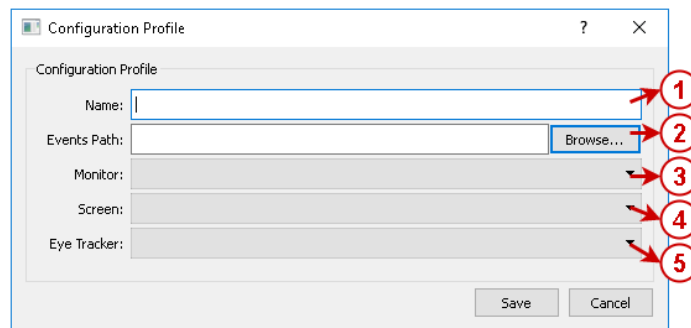 Configuration Profile ?
Configuration Profile
Name: 1
Events Path: Browse... 2
Monitor: 3
Screen: 4
Eye Tracker: 5
Save Cancel